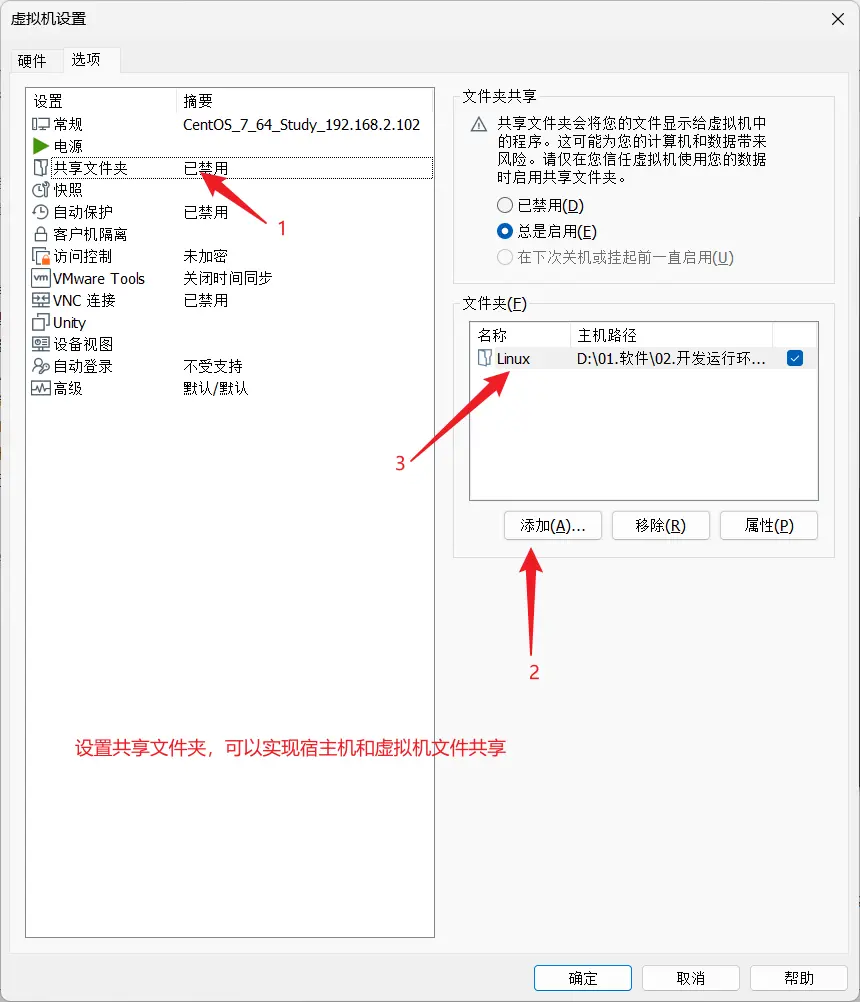 虚拟机设置
硬件 选项
设置 摘要
常规 CentOS_7_64_Study_192.168.2.102
电源
共享文件夹 已禁用
快照
自动保护 已禁用
客户机隔离
访问控制 未加密
VMware Tools 关闭时间同步
VNC 连接 已禁用
Unity
设备视图
自动登录 不受支持
高级 默认/默认
1
设置共享文件夹，可以实现宿主机和虚拟机文件共享
文件夹共享
共享文件夹会将您的文件显示给虚拟机中
的程序。这可能为您的计算机和数据带来
风险。请仅在您信任虚拟机使用您的数据
时启用共享文件夹。
已禁用(D)
总是启用(E)
在下次关机或挂起前一直启用(U)
文件夹(F)
名称 主机路径
Linux D:\01.软件\02.开发运行环...
3
添加(A)... 移除(R) 属性(P)
2
确定 取消 帮助